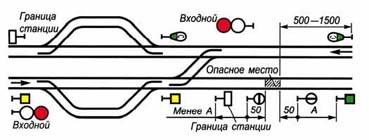 Граница
станции
Входной
500—1500
Опасное место
Менее А
50
50
А
Входной
Граница станции